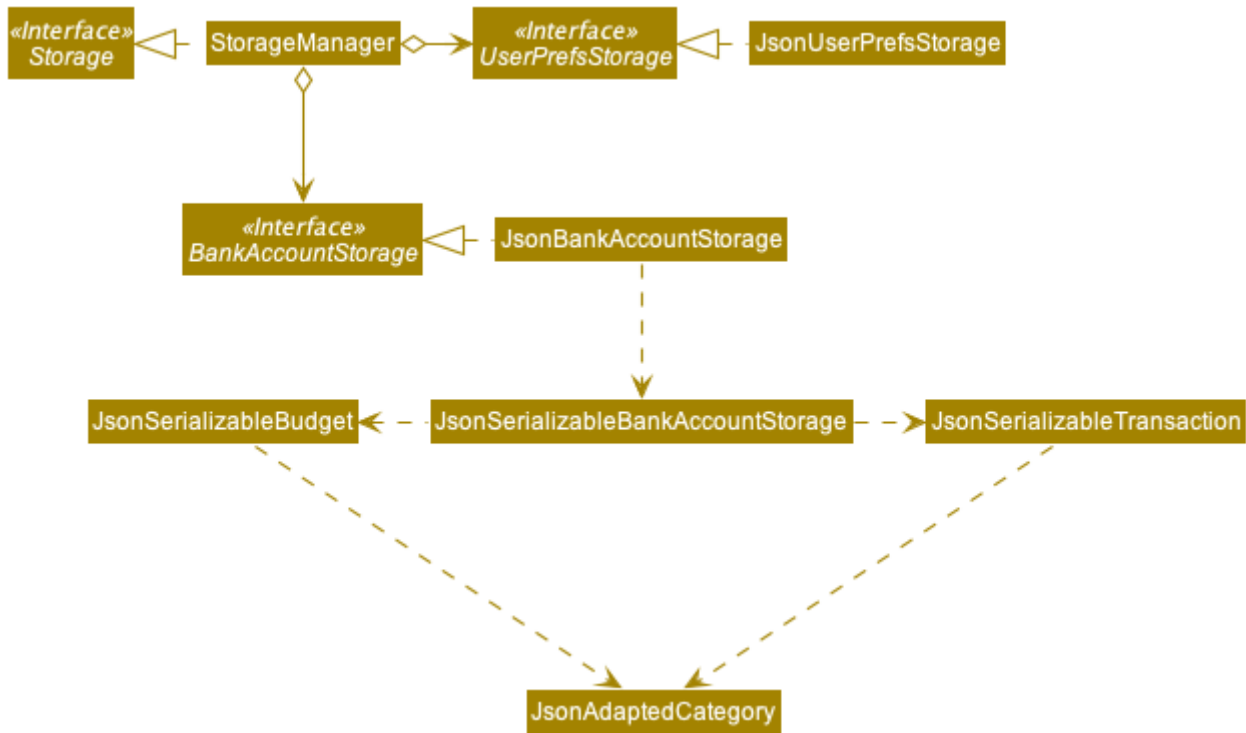 «Interface»
Storage
StorageManager
«Interface»
UserPrefsStorage
JsonUserPrefsStorage
«Interface»
BankAccountStorage
JsonBankAccountStorage
JsonSerializableBudget
JsonSerializableBankAccountStorage
JsonSerializableTransaction
JsonAdaptedCategory